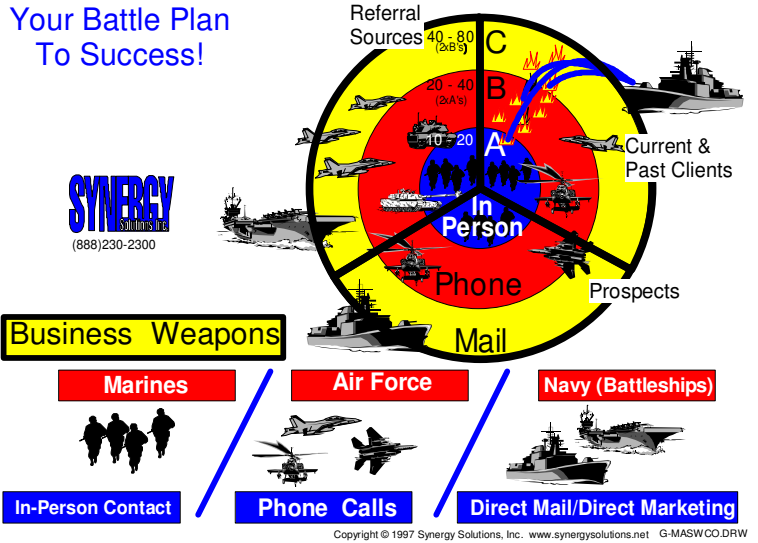 Your Battle Plan
To Success!
Referral
Sources
40 - 80
(2xB's)
C
20 - 40
(2xA's)
B
10 - 20
A
Current &
Past Clients
SYNERGY
Solutions Inc.
(888)230-2300
In
Person
Phone
Prospects
Mail
Business Weapons
Marines
Air Force
Navy (Battleships)
In-Person Contact
Phone Calls
Direct Mail/Direct Marketing
Copyright © 1997 Synergy Solutions, Inc. www.synergysolutions.net G-MASWCO.DRW